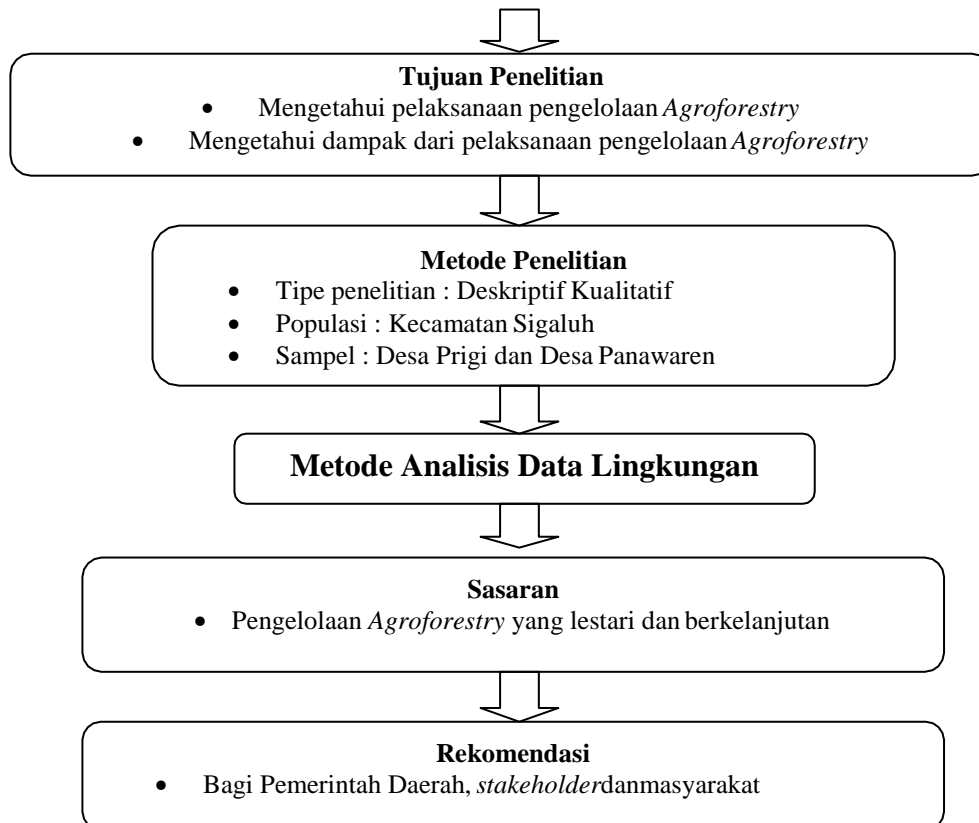 Tujuan Penelitian
• Mengetahui pelaksanaan pengelolaan Agroforestry
• Mengetahui dampak dari pelaksanaan pengelolaan Agroforestry
Metode Penelitian
• Tipe penelitian : Deskriptif Kualitatif
• Populasi : Kecamatan Sigaluh
• Sampel : Desa Prigi dan Desa Panawaren
Metode Analisis Data Lingkungan
Sasaran
• Pengelolaan Agroforestry yang lestari dan berkelanjutan
Rekomendasi
• Bagi Pemerintah Daerah, stakeholderdanmasyarakat